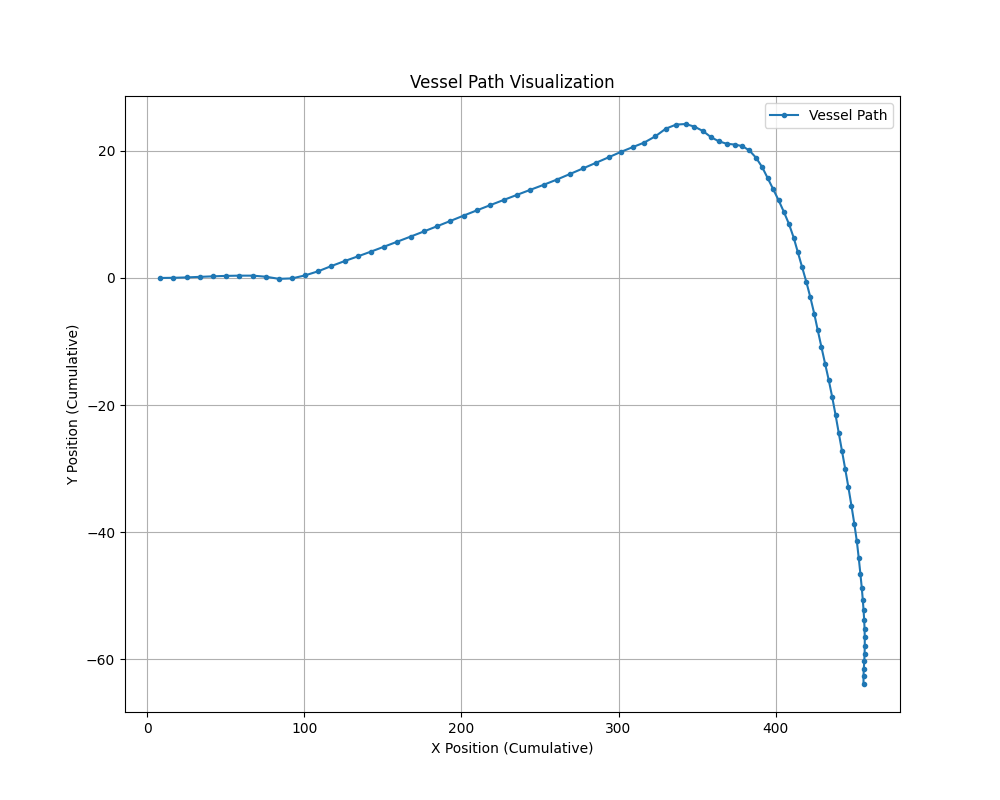 Vessel Path Visualization
Vessel Path
20
0
−20
−40
−60
Y Position (Cumulative)
0 100 200 300 400
X Position (Cumulative)